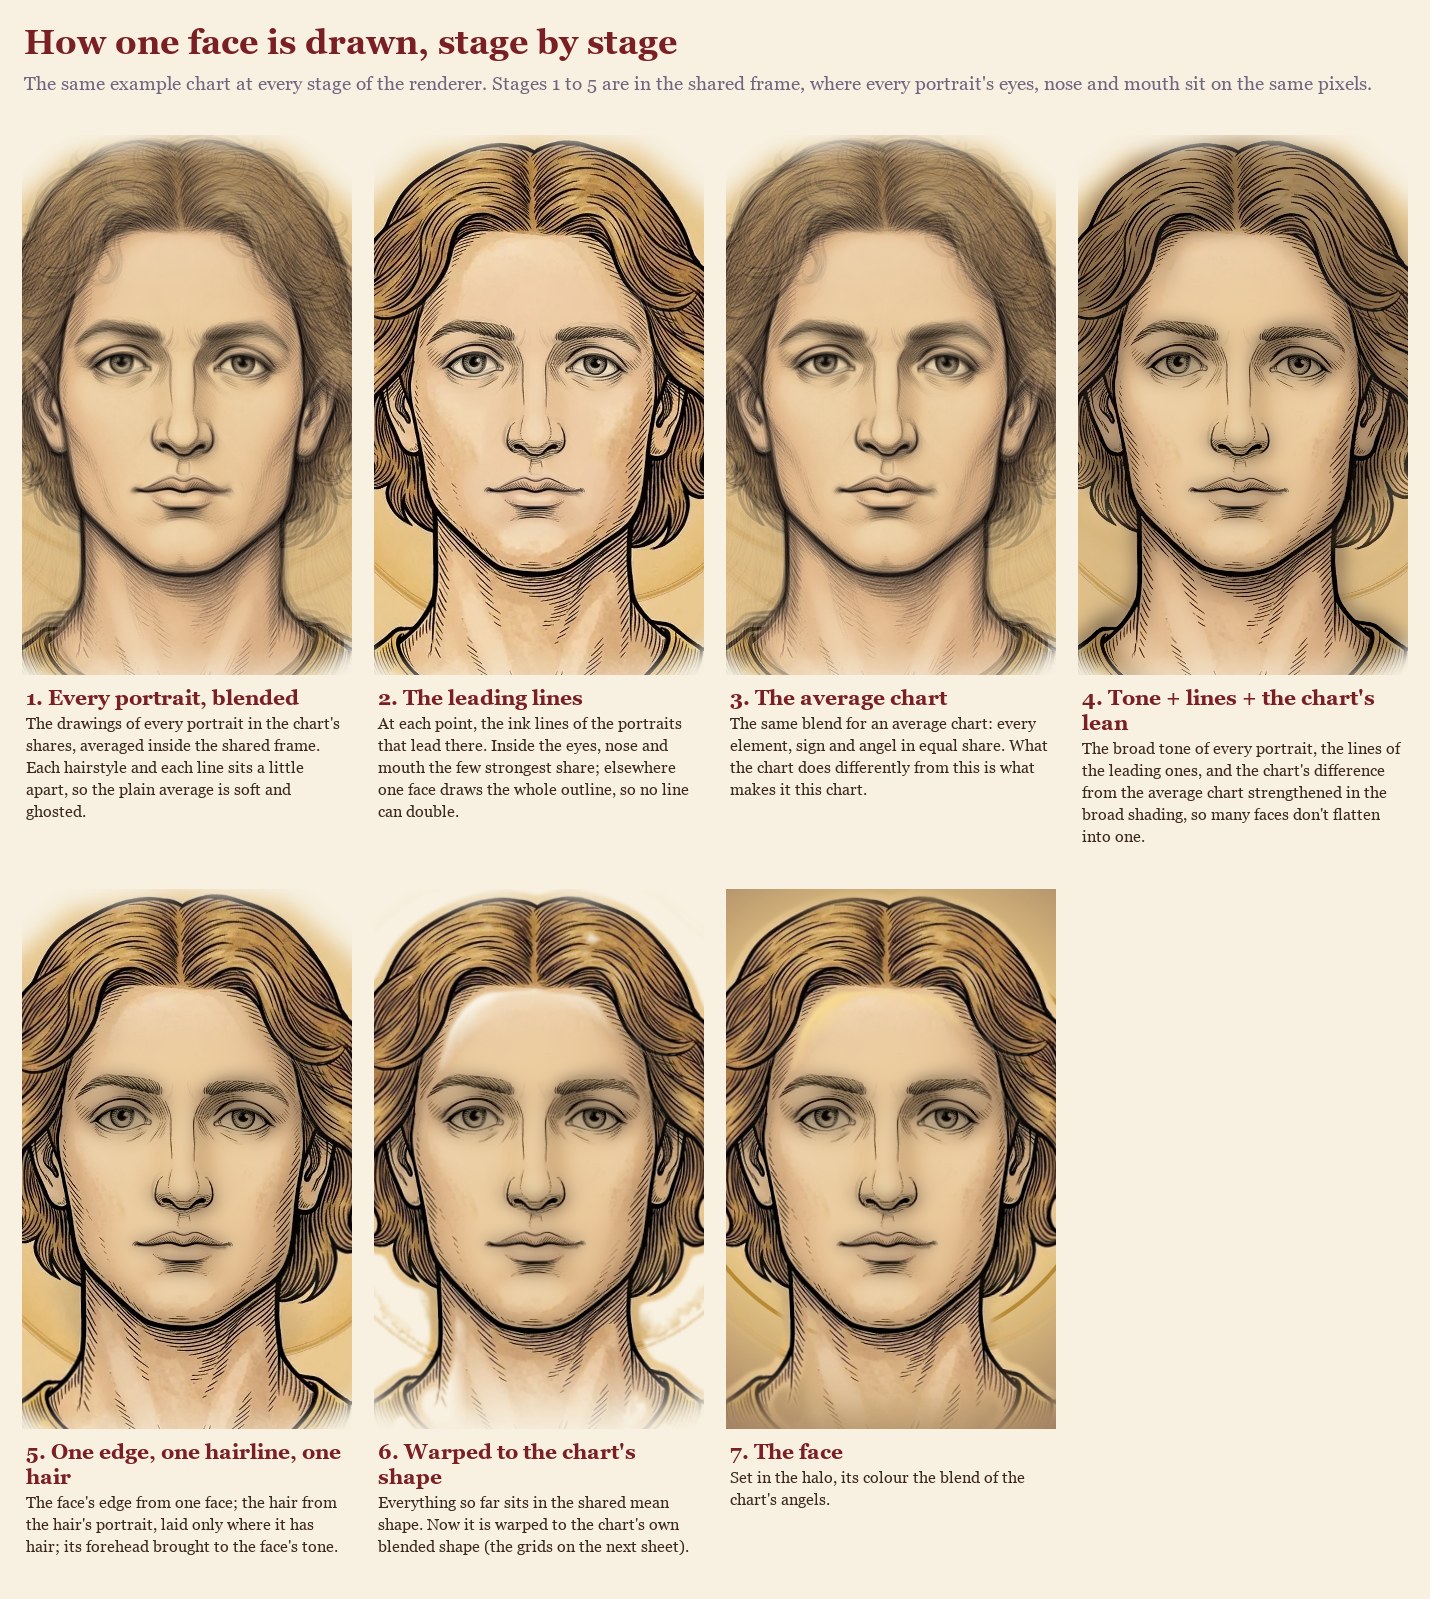 How one face is drawn, stage by stage
The same example chart at every stage of the renderer. Stages 1 to 5 are in the shared frame, where every portrait's eyes, nose and mouth sit on the same pixels.
1. Every portrait, blended
The drawings of every portrait in the chart's
shares, averaged inside the shared frame.
Each hairstyle and each line sits a little
apart, so the plain average is soft and
ghosted.
2. The leading lines
At each point, the ink lines of the portraits
that lead there. Inside the eyes, nose and
mouth the few strongest share; elsewhere
one face draws the whole outline, so no line
can double.
3. The average chart
The same blend for an average chart: every
element, sign and angel in equal share. What
the chart does differently from this is what
makes it this chart.
4. Tone + lines + the chart's
lean
The broad tone of every portrait, the lines of
the leading ones, and the chart's difference
from the average chart strengthened in the
broad shading, so many faces don't flatten
into one.
5. One edge, one hairline, one
hair
The face's edge from one face; the hair from
the hair's portrait, laid only where it has
hair; its forehead brought to the face's tone.
6. Warped to the chart's
shape
Everything so far sits in the shared mean
shape. Now it is warped to the chart's own
blended shape (the grids on the next sheet).
7. The face
Set in the halo, its colour the blend of the
chart's angels.